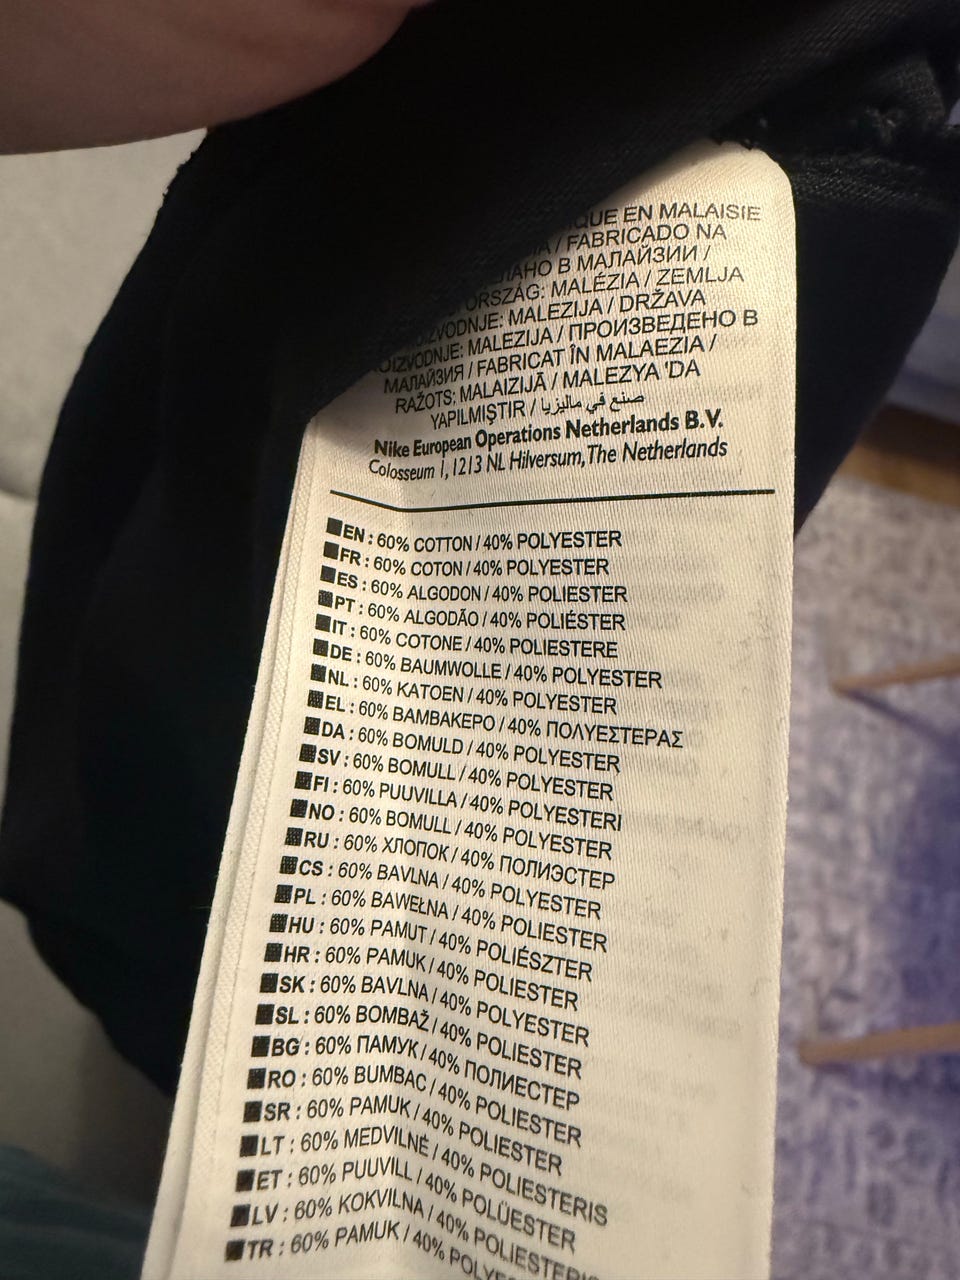 QUE EN MALAISIE
/ FABRICADO NA
В МАЛАЙЗИИ /
ORSZÁG: MALÉZIA / ZEMLJA
MALEZIJA / DRŽAVA
MALEZIJA / ПРОИЗВЕДЕНО В
МАЛАЙЗИЯ / FABRICAT ÎN MALAEZIA /
RAŽOTS: MALAIZIJĀ / MALEZYA 'DA
YAPILMIŞTIR / صنع في ماليزيا
Nike European Operations Netherlands B.V.
Colosseum 1, 1213 NL Hilversum, The Netherlands
EN : 60% COTTON / 40% POLYESTER
FR : 60% COTON / 40% POLYESTER
ES : 60% ALGODON / 40% POLIESTER
PT : 60% ALGODÃO / 40% POLIÉSTER
IT : 60% COTONE / 40% POLIESTERE
DE : 60% BAUMWOLLE / 40% POLYESTER
NL : 60% KATOEN / 40% POLYESTER
EL : 60% ΒΑΜΒΑΚΕΡΟ / 40% ΠΟΛΥΕΣΤΕΡΑΣ
DA : 60% BOMULD / 40% POLYESTER
SV : 60% BOMULL / 40% POLYESTER
FI : 60% PUUVILLA / 40% POLYESTERI
NO : 60% BOMULL / 40% POLYESTER
RU : 60% ХЛОПОК / 40% ПОЛИЭСТЕР
CS : 60% BAVLNA / 40% POLYESTER
PL : 60% BAWEŁNA / 40% POLIESTER
HU : 60% PAMUT / 40% POLIÉSZTER
HR : 60% PAMUK / 40% POLIESTER
SK : 60% BAVLNA / 40% POLYESTER
SL : 60% BOMBAŽ / 40% POLIESTER
BG : 60% ПАМУК / 40% ПОЛИЕСТЕР
RO : 60% BUMBAC / 40% POLIESTER
SR : 60% PAMUK / 40% POLIESTER
LT : 60% MEDVILNĖ / 40% POLIESTERIS
ET : 60% PUUVILL / 40% POLÜESTER
LV : 60% KOKVILNA / 40% POLIESTERIS
TR : 60% PAMUK / 40%